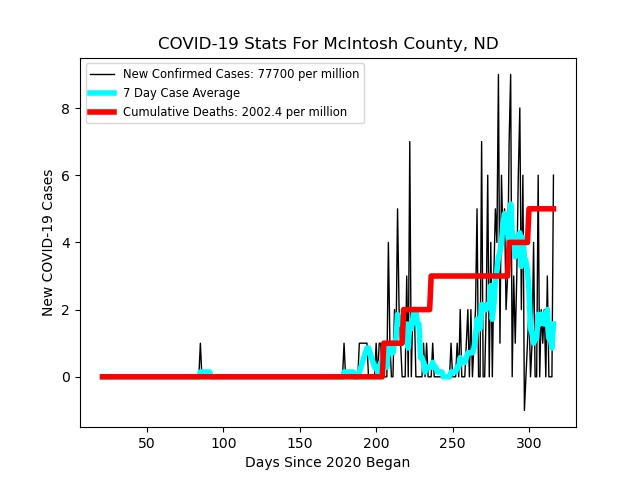 COVID-19 Stats For McIntosh County, ND
New Confirmed Cases: 77700 per million
7 Day Case Average
Cumulative Deaths: 2002.4 per million
New COVID-19 Cases
8
6
4
2
0
50 100 150 200 250 300
Days Since 2020 Began